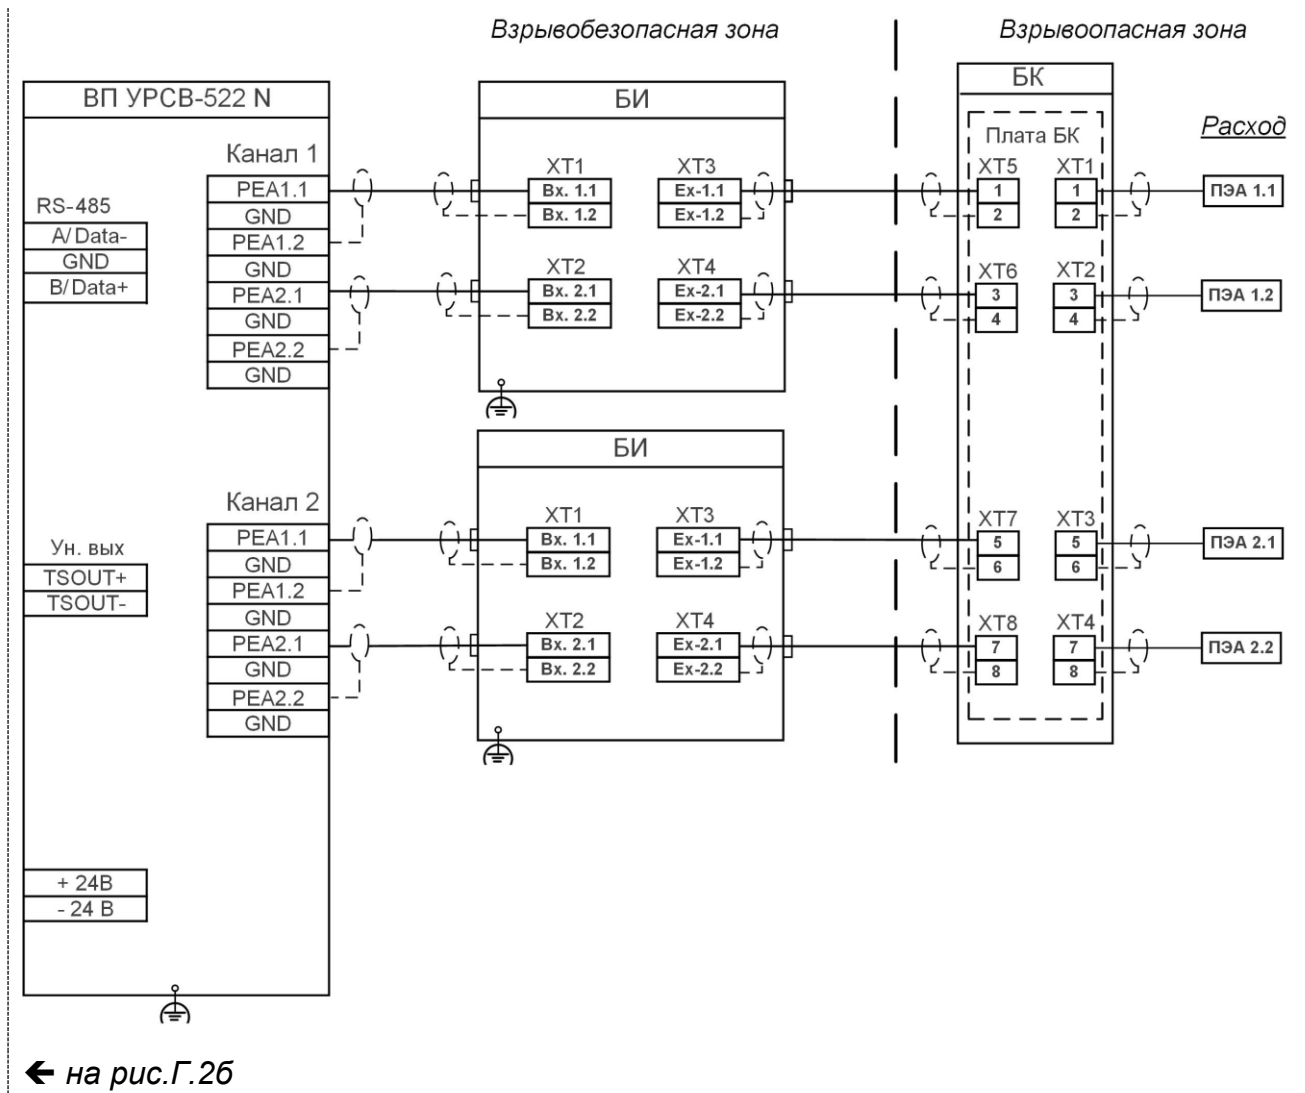 Взрывобезопасная зона
Взрывоопасная зона
ВП УРСВ-522 N
Канал 1
PEA1.1
GND
PEA1.2
GND
PEA2.1
GND
PEA2.2
GND
RS-485
A/Data-
GND
B/Data+
Канал 2
PEA1.1
GND
PEA1.2
GND
PEA2.1
GND
PEA2.2
GND
Ун. вых
TSOUT+
TSOUT-
+ 24В
- 24 В
БИ
XT1
Вх. 1.1
Вх. 1.2
XT3
Ex-1.1
Ex-1.2
XT2
Вх. 2.1
Вх. 2.2
XT4
Ex-2.1
Ex-2.2
БИ
XT1
Вх. 1.1
Вх. 1.2
XT3
Ex-1.1
Ex-1.2
XT2
Вх. 2.1
Вх. 2.2
XT4
Ex-2.1
Ex-2.2
БК
Плата БК
XT5
1
2
XT1
1
2
XT6
3
4
XT2
3
4
XT7
5
6
XT3
5
6
XT8
7
8
XT4
7
8
Расход
ПЭА 1.1
ПЭА 1.2
ПЭА 2.1
ПЭА 2.2
← на рис.Г.2б